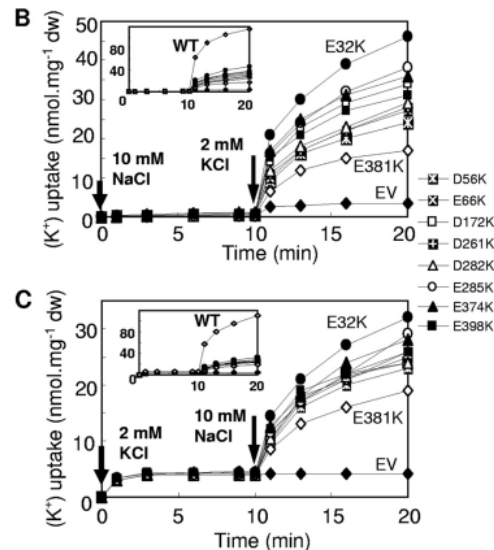 B
50
40
30
20
10
5
0
(K⁺) uptake (nmol.mg⁻¹ dw)
80
40
0
0
10
20
WT
10 mM
NaCl
2 mM
KCl
E32K
E381K
EV
0
5
10
15
20
Time (min)
D56K
E66K
D172K
D261K
D282K
E285K
E374K
E398K
C
30
20
10
5
0
(K⁺) uptake (nmol.mg⁻¹ dw)
80
40
0
0
10
20
WT
2 mM
KCl
10 mM
NaCl
E32K
E381K
EV
0
5
10
15
20
Time (min)